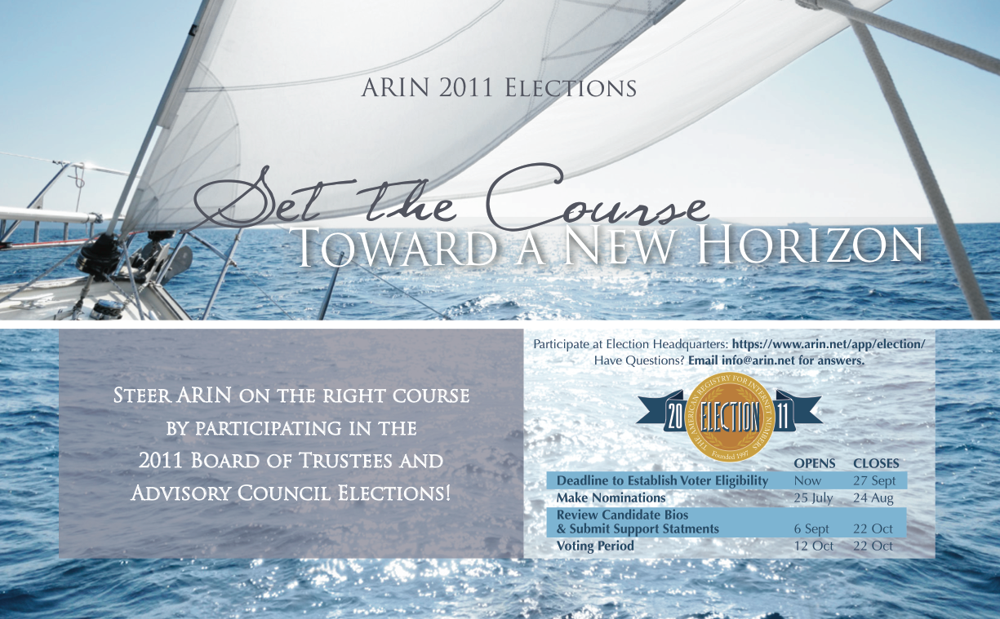 ARIN 2011 Elections
Set the Course
Toward a New Horizon
Steer ARIN on the right course
by participating in the
2011 Board of Trustees and
Advisory Council Elections!
Participate at Election Headquarters: https://www.arin.net/app/election/
Have Questions? Email info@arin.net for answers.
THE AMERICAN REGISTRY FOR INTERNET NUMBERS
20 ELECTION 11
Founded 1997
OPENS CLOSES
Deadline to Establish Voter Eligibility Now 27 Sept
Make Nominations 25 July 24 Aug
Review Candidate Bios
& Submit Support Statments 6 Sept 22 Oct
Voting Period 12 Oct 22 Oct